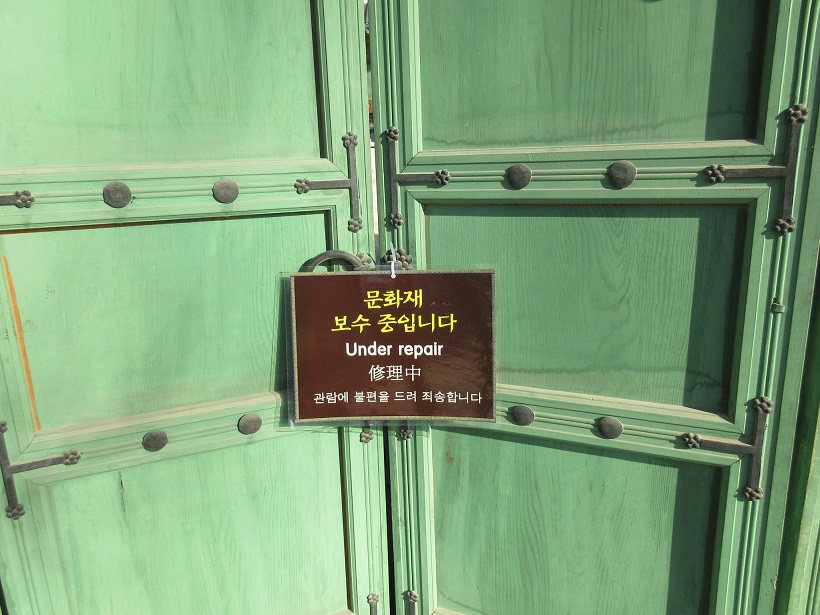 문화재
보수 중입니다
Under repair
修理中
관람에 불편을 드려 죄송합니다